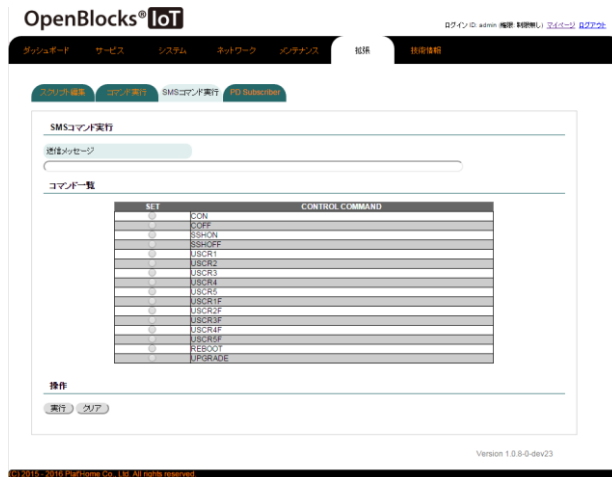 OpenBlocks® IoT
ログイン ID: admin (権限: 制限無し) マイページ ログアウト
ダッシュボード サービス システム ネットワーク メンテナンス 拡張 技術情報
スクリプト編集 コマンド実行 SMSコマンド実行 PD Subscriber
SMSコマンド実行
送信メッセージ
コマンド一覧
SET CONTROL COMMAND
CON
COFF
SSHON
SSHOFF
USCR1
USCR2
USCR3
USCR4
USCR5
USCR1F
USCR2F
USCR3F
USCR4F
USCR5F
REBOOT
UPGRADE
操作
実行 クリア
Version 1.0.8-0-dev23
(C) 2015 - 2016 Plat'Home Co., Ltd. All rights reserved.